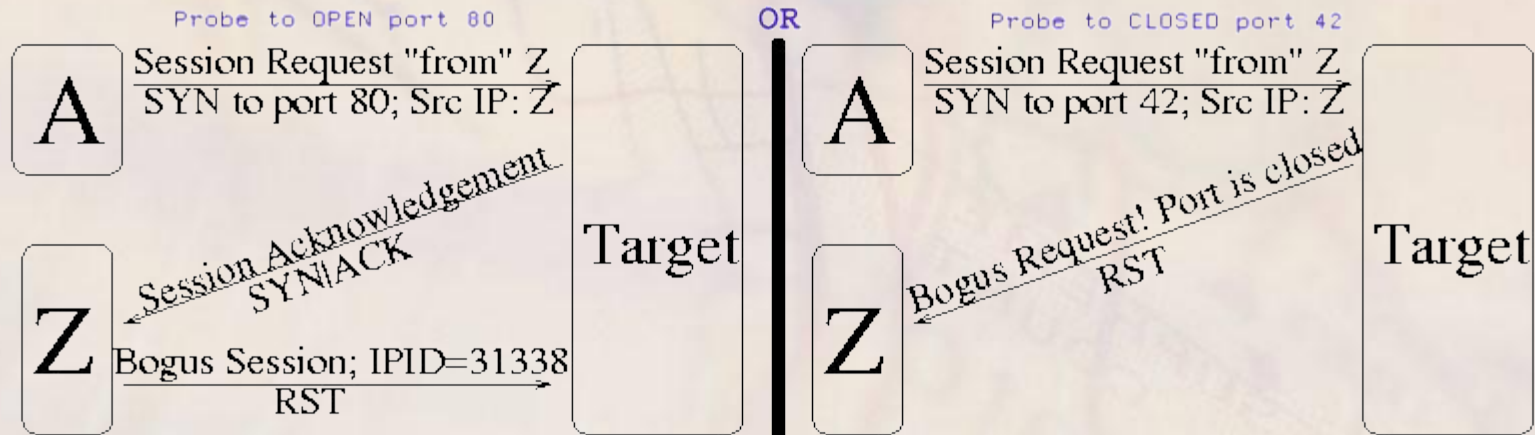 Probe to OPEN port 80
A
Session Request "from" Z
SYN to port 80; Src IP: Z
Session Acknowledgement
SYN|ACK
Target
Z
Bogus Session; IPID=31338
RST
OR
Probe to CLOSED port 42
A
Session Request "from" Z
SYN to port 42; Src IP: Z
Bogus Request! Port is closed
RST
Target
Z